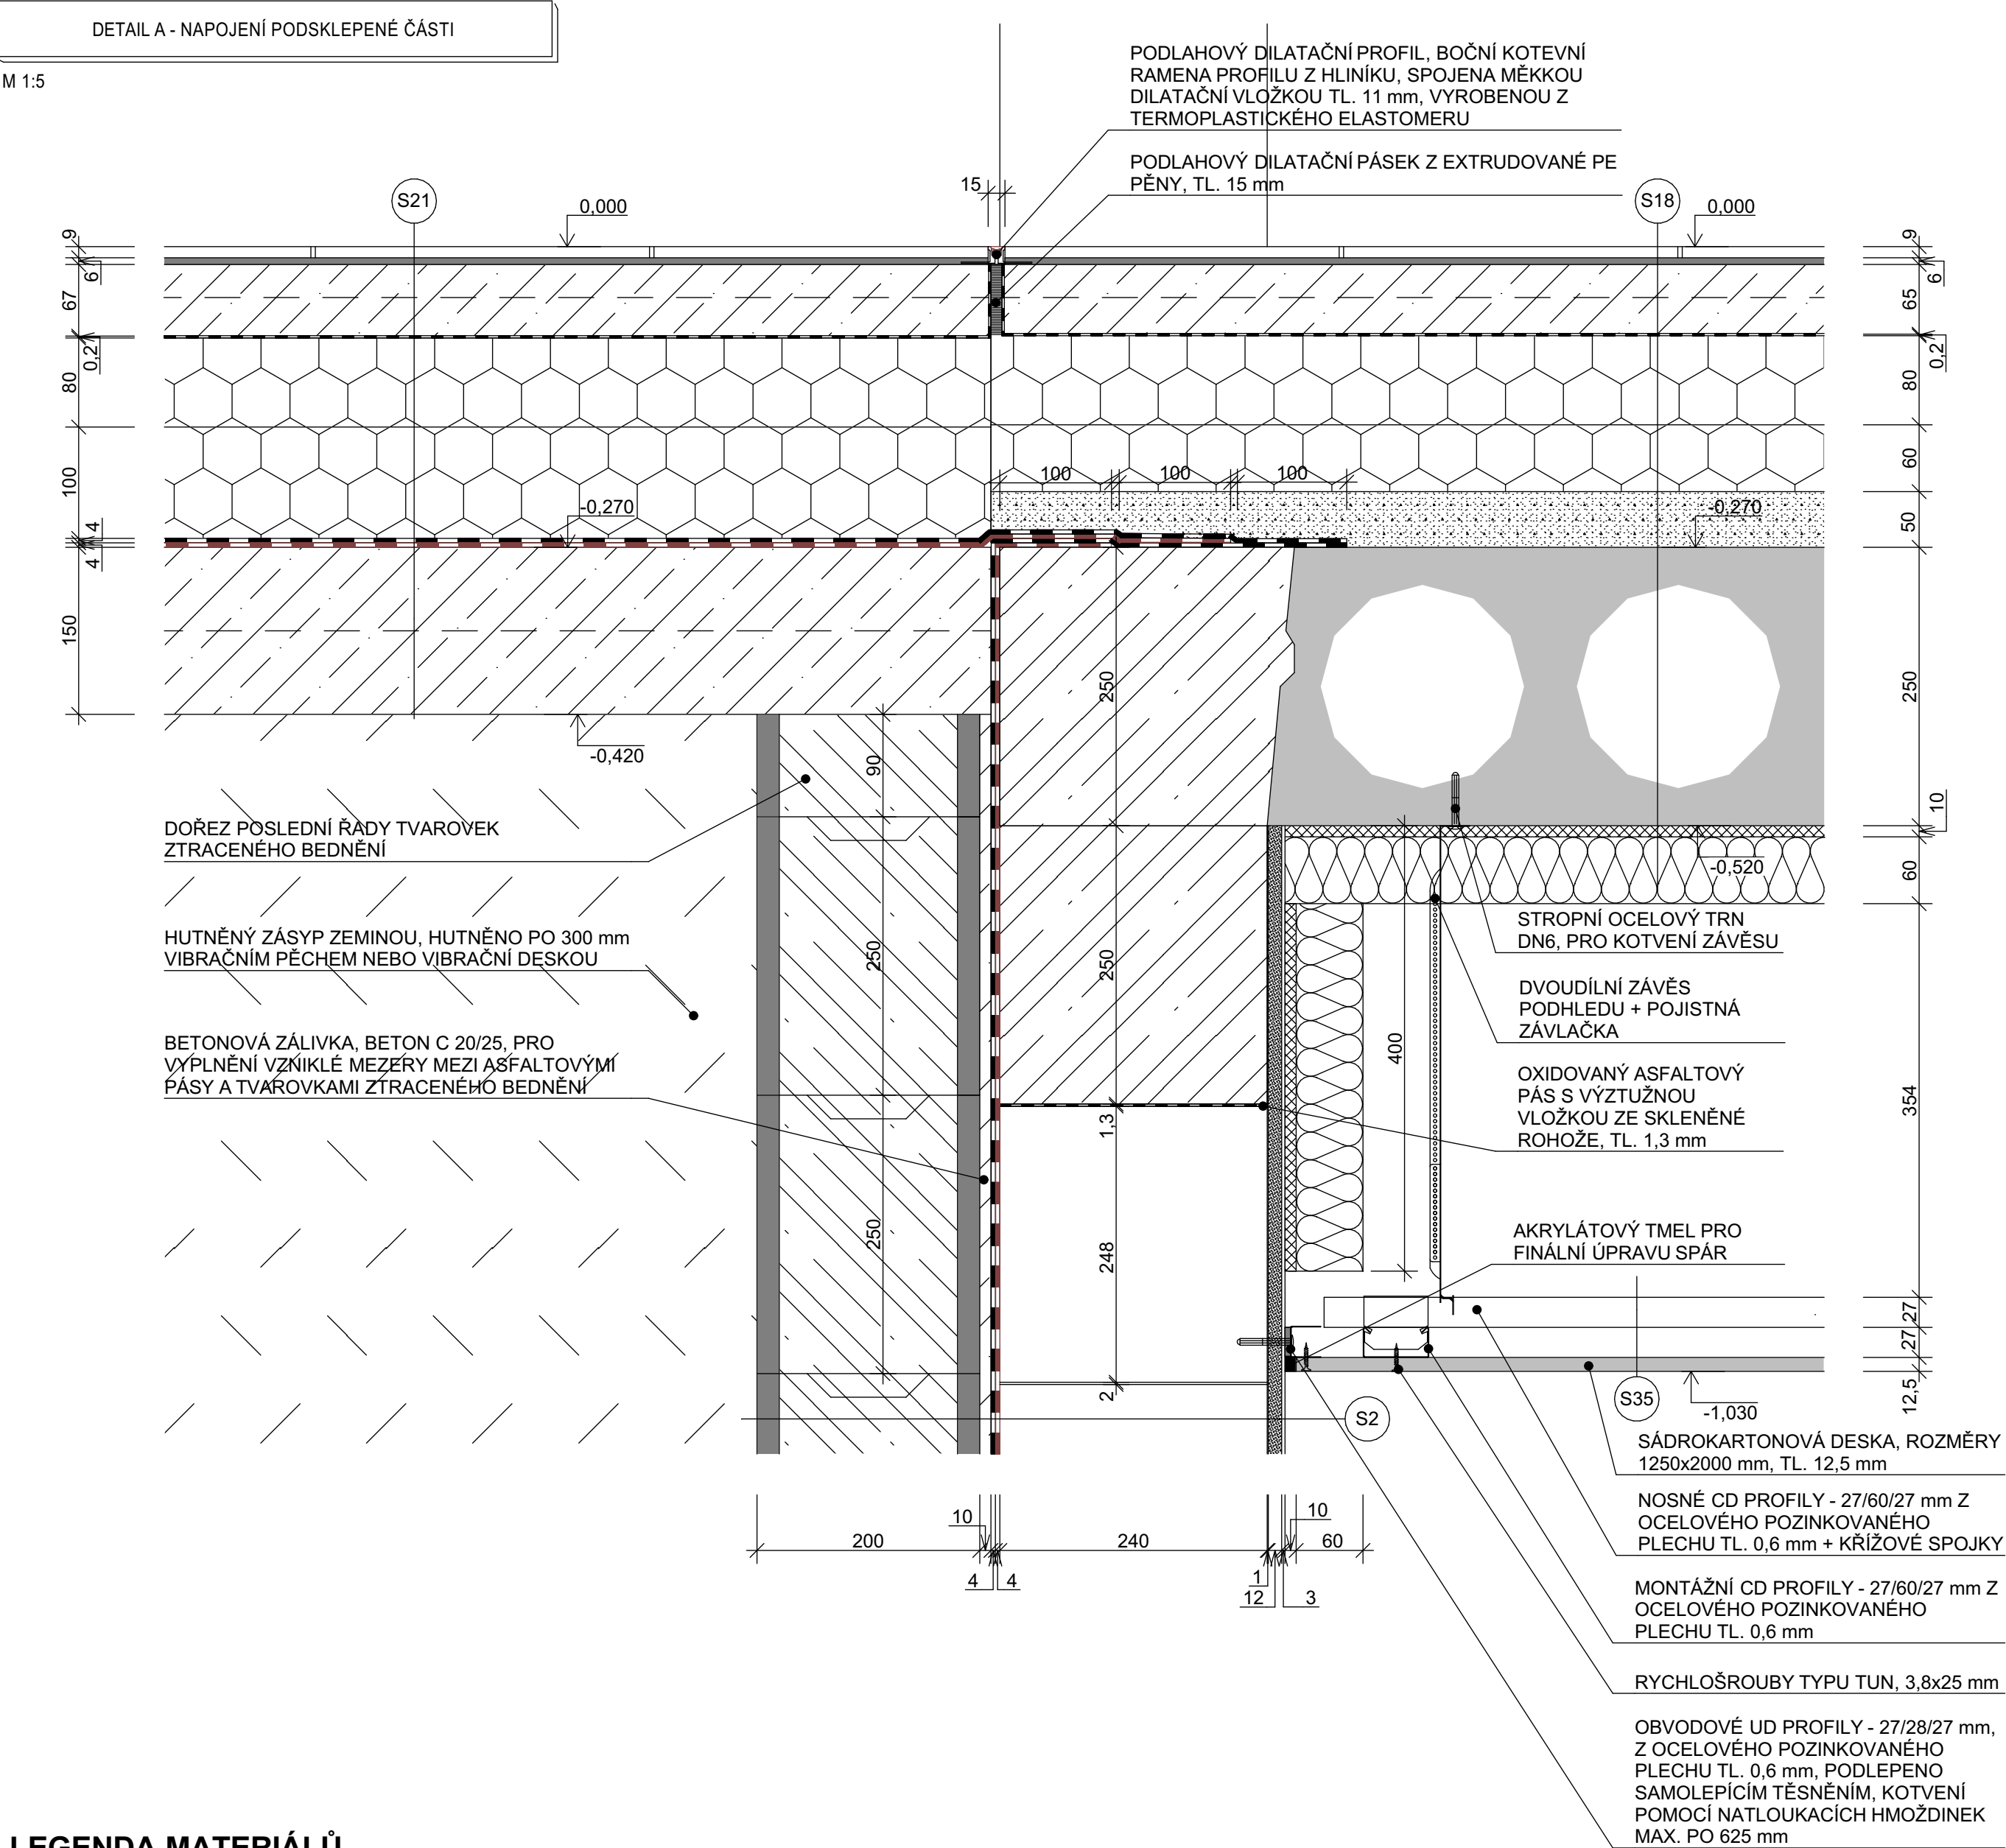 DETAIL A - NAPOJENÍ PODSKLEPENÉ ČÁSTI
M 1:5
PODLAHOVÝ DILATAČNÍ PROFIL, BOČNÍ KOTEVNÍ
RAMENA PROFILU Z HLINÍKU, SPOJENA MĚKKOU
DILATAČNÍ VLOŽKOU TL. 11 mm, VYROBENOU Z
TERMOPLASTICKÉHO ELASTOMERU
PODLAHOVÝ DILATAČNÍ PÁSEK Z EXTRUDOVANÉ PE
PĚNY, TL. 15 mm
15
S21
0,000
S18
0,000
9
6
67
0,2
80
100
4
4
150
9
6
65
0,2
80
60
50
250
10
60
354
27
27
12,5
100
100
100
-0,270
-0,270
250
-0,420
90
-0,520
DOŘEZ POSLEDNÍ ŘADY TVAROVEK
ZTRACENÉHO BEDNĚNÍ
HUTNĚNÝ ZÁSYP ZEMINOU, HUTNĚNO PO 300 mm
VIBRAČNÍM PĚCHEM NEBO VIBRAČNÍ DESKOU
BETONOVÁ ZÁLIVKA, BETON C 20/25, PRO
VYPLNĚNÍ VZNIKLÉ MEZERY MEZI ASFALTOVÝMI
PÁSY A TVAROVKAMI ZTRACENÉHO BEDNĚNÍ
250
250
250
1,3
248
2
400
STROPNÍ OCELOVÝ TRN
DN6, PRO KOTVENÍ ZÁVĚSU
DVOUDÍLNÍ ZÁVĚS
PODHLEDU + POJISTNÁ
ZÁVLAČKA
OXIDOVANÝ ASFALTOVÝ
PÁS S VÝZTUŽNOU
VLOŽKOU ZE SKLENĚNÉ
ROHOŽE, TL. 1,3 mm
AKRYLÁTOVÝ TMEL PRO
FINÁLNÍ ÚPRAVU SPÁR
S35
S2
-1,030
SÁDROKARTONOVÁ DESKA, ROZMĚRY
1250x2000 mm, TL. 12,5 mm
NOSNÉ CD PROFILY - 27/60/27 mm Z
OCELOVÉHO POZINKOVANÉHO
PLECHU TL. 0,6 mm + KŘÍŽOVÉ SPOJKY
MONTÁŽNÍ CD PROFILY - 27/60/27 mm Z
OCELOVÉHO POZINKOVANÉHO
PLECHU TL. 0,6 mm
RYCHLOŠROUBY TYPU TUN, 3,8x25 mm
OBVODOVÉ UD PROFILY - 27/28/27 mm,
Z OCELOVÉHO POZINKOVANÉHO
PLECHU TL. 0,6 mm, PODLEPENO
SAMOLEPÍCÍM TĚSNĚNÍM, KOTVENÍ
POMOCÍ NATLOUKACÍCH HMOŽDINEK
MAX. PO 625 mm
200
10
4
4
240
1
12
3
10
60
LEGENDA MATERIÁLŮ